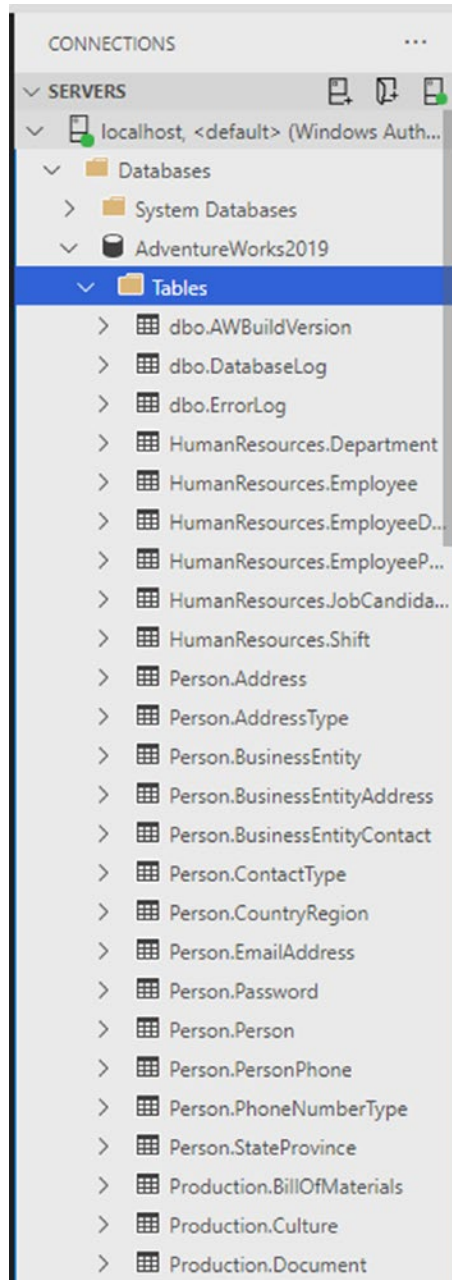 CONNECTIONS ...
SERVERS
localhost, <default> (Windows Auth...
Databases
System Databases
AdventureWorks2019
Tables
dbo.AWBuildVersion
dbo.DatabaseLog
dbo.ErrorLog
HumanResources.Department
HumanResources.Employee
HumanResources.EmployeeD...
HumanResources.EmployeeP...
HumanResources.JobCandida...
HumanResources.Shift
Person.Address
Person.AddressType
Person.BusinessEntity
Person.BusinessEntityAddress
Person.BusinessEntityContact
Person.ContactType
Person.CountryRegion
Person.EmailAddress
Person.Password
Person.Person
Person.PersonPhone
Person.PhoneNumberType
Person.StateProvince
Production.BillOfMaterials
Production.Culture
Production.Document